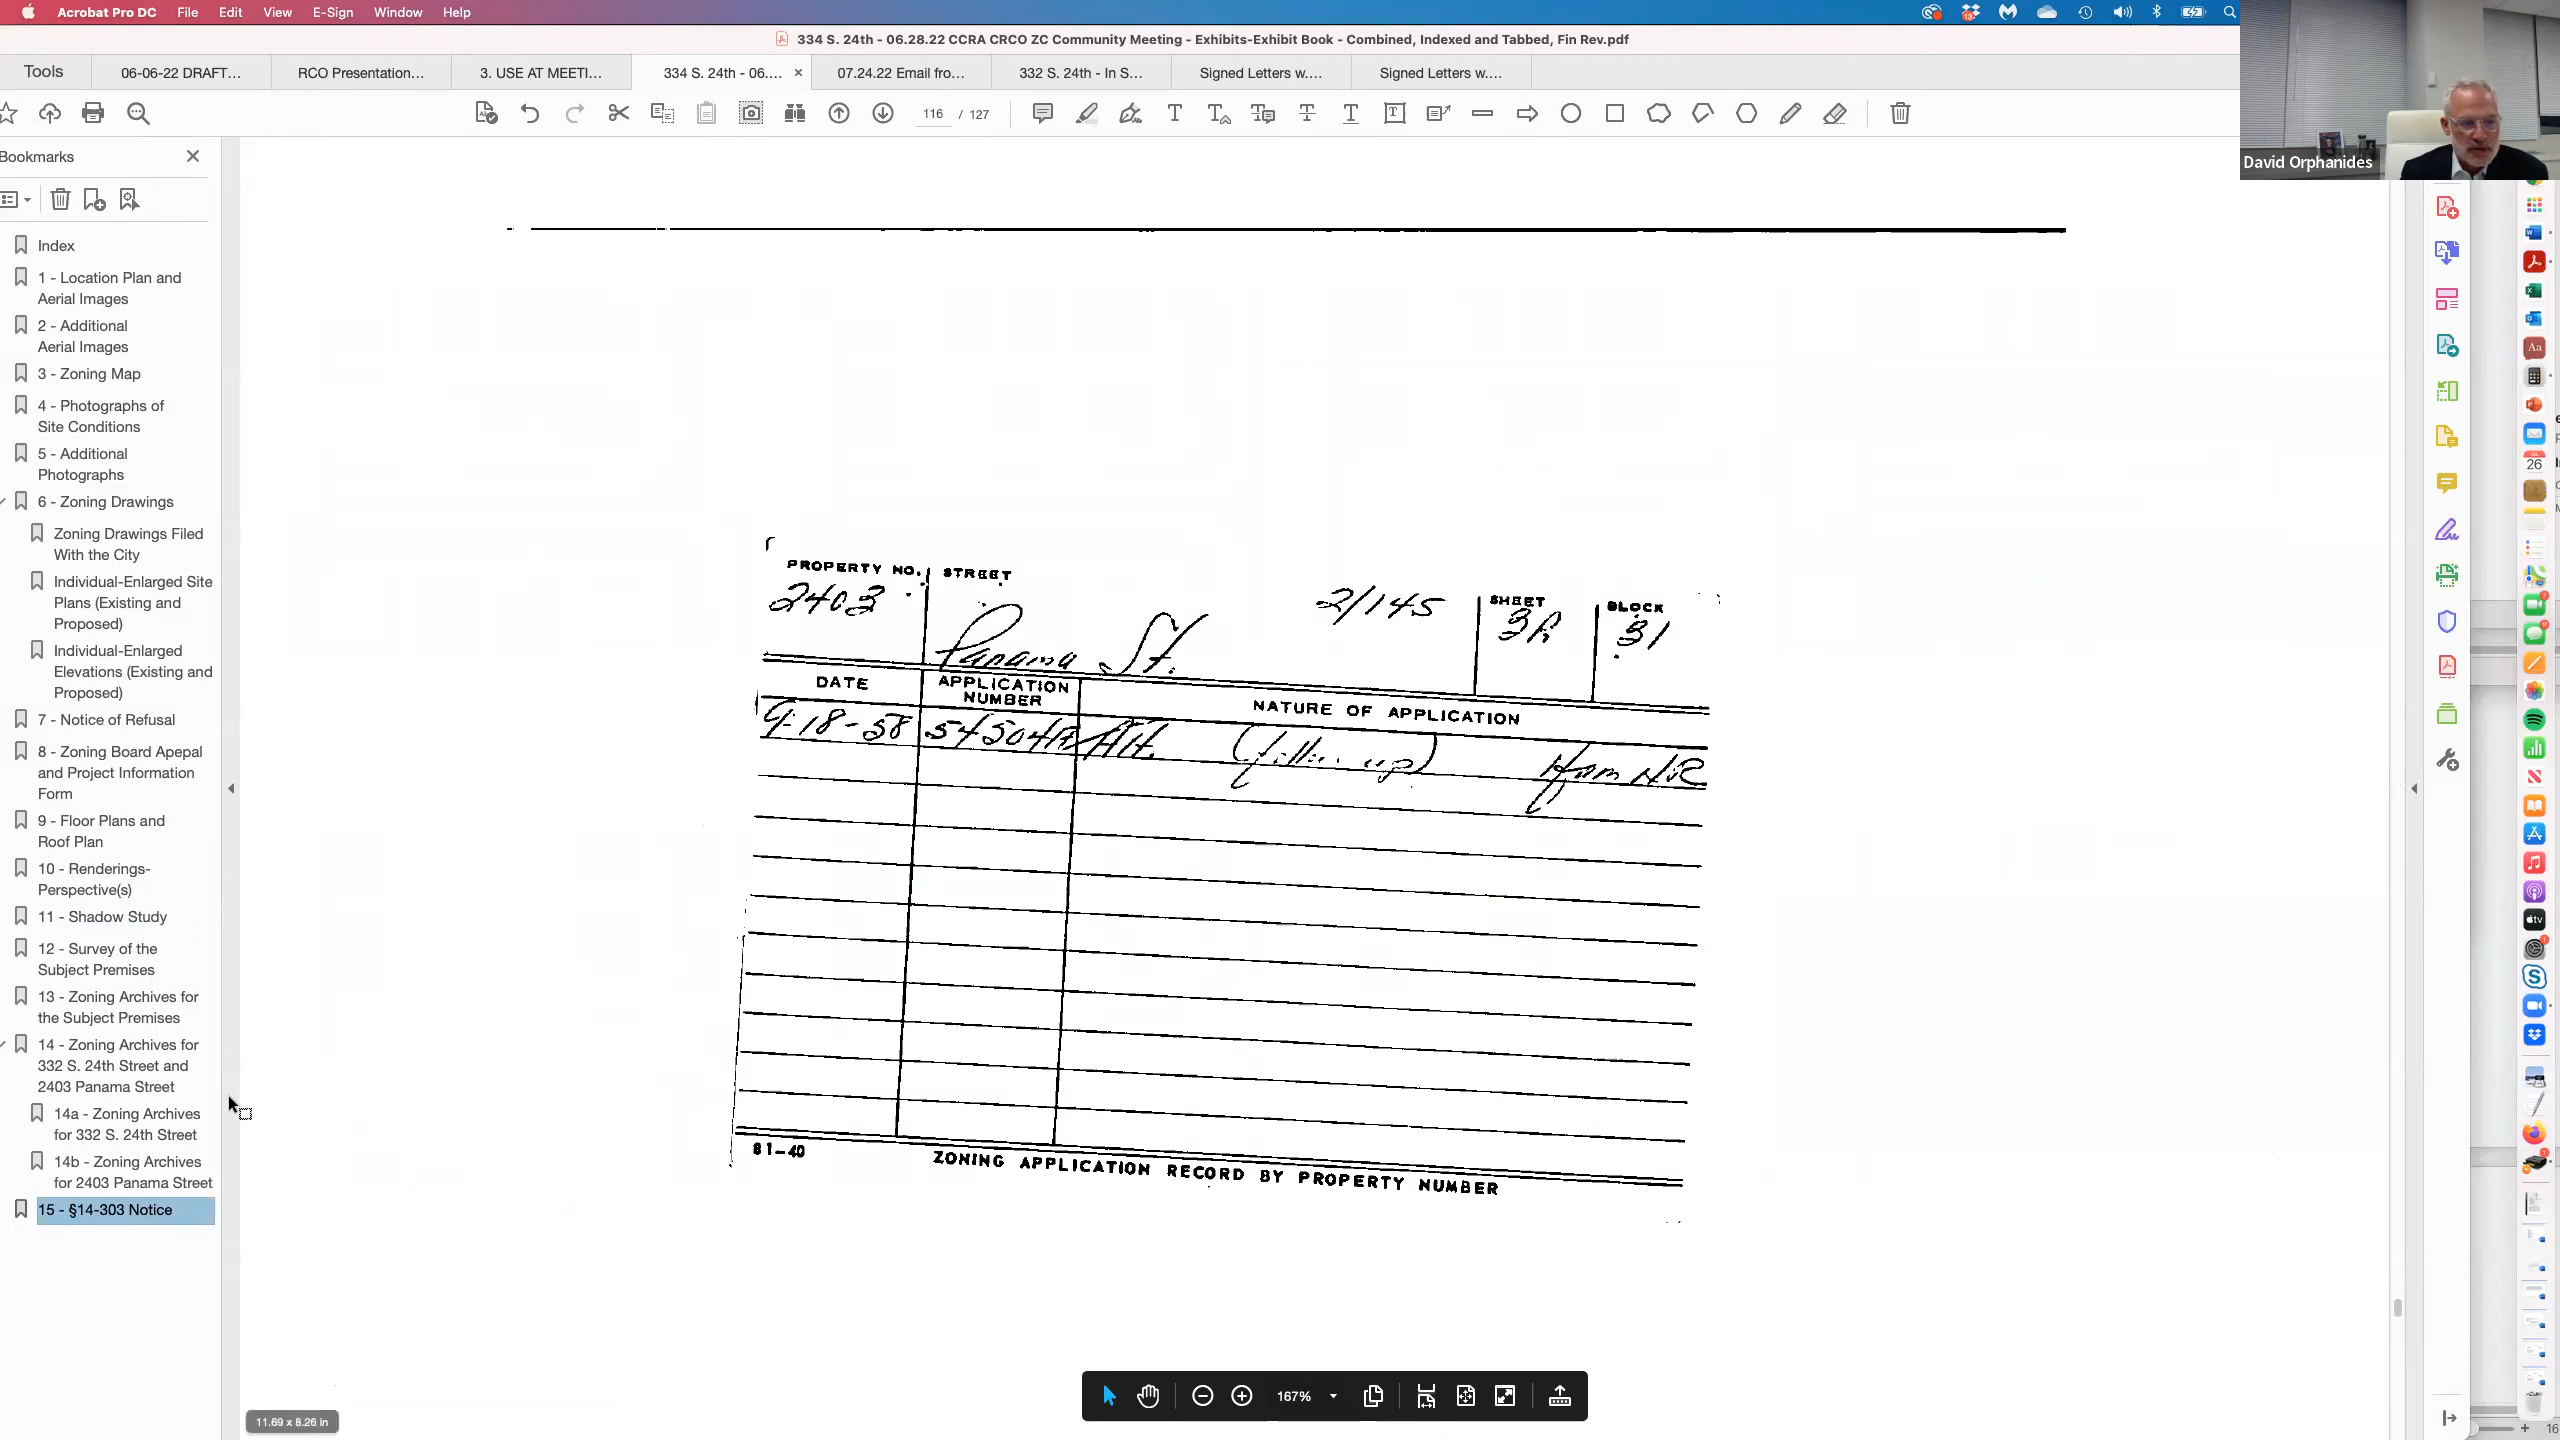 Acrobat Pro DC File Edit View E-Sign Window Help
334 S. 24th - 06.28.22 CCRA CRCO ZC Community Meeting - Exhibits-Exhibit Book - Combined, Indexed and Tabbed, Fin Rev.pdf
Tools 06-06-22 DRAFT... RCO Presentation... 3. USE AT MEETI... 334 S. 24th - 06.... × 07.24.22 Email fro... 332 S. 24th - In S... Signed Letters w.... Signed Letters w....
116 / 127
David Orphanides
Bookmarks
Index
1 - Location Plan and
Aerial Images
2 - Additional
Aerial Images
3 - Zoning Map
4 - Photographs of
Site Conditions
5 - Additional
Photographs
6 - Zoning Drawings
Zoning Drawings Filed
With the City
Individual-Enlarged Site
Plans (Existing and
Proposed)
Individual-Enlarged
Elevations (Existing and
Proposed)
7 - Notice of Refusal
8 - Zoning Board Apepal
and Project Information
Form
9 - Floor Plans and
Roof Plan
10 - Renderings-
Perspective(s)
11 - Shadow Study
12 - Survey of the
Subject Premises
13 - Zoning Archives for
the Subject Premises
14 - Zoning Archives for
332 S. 24th Street and
2403 Panama Street
14a - Zoning Archives
for 332 S. 24th Street
14b - Zoning Archives
for 2403 Panama Street
15 - §14-303 Notice
PROPERTY NO. STREET SHEET BLOCK
2403 Panama St. 2/145 31
DATE APPLICATION NUMBER NATURE OF APPLICATION
9-18-58 Alt. up)
81-40 ZONING APPLICATION RECORD BY PROPERTY NUMBER
167%
11.69 x 8.26 in
26
Aa
tv
16